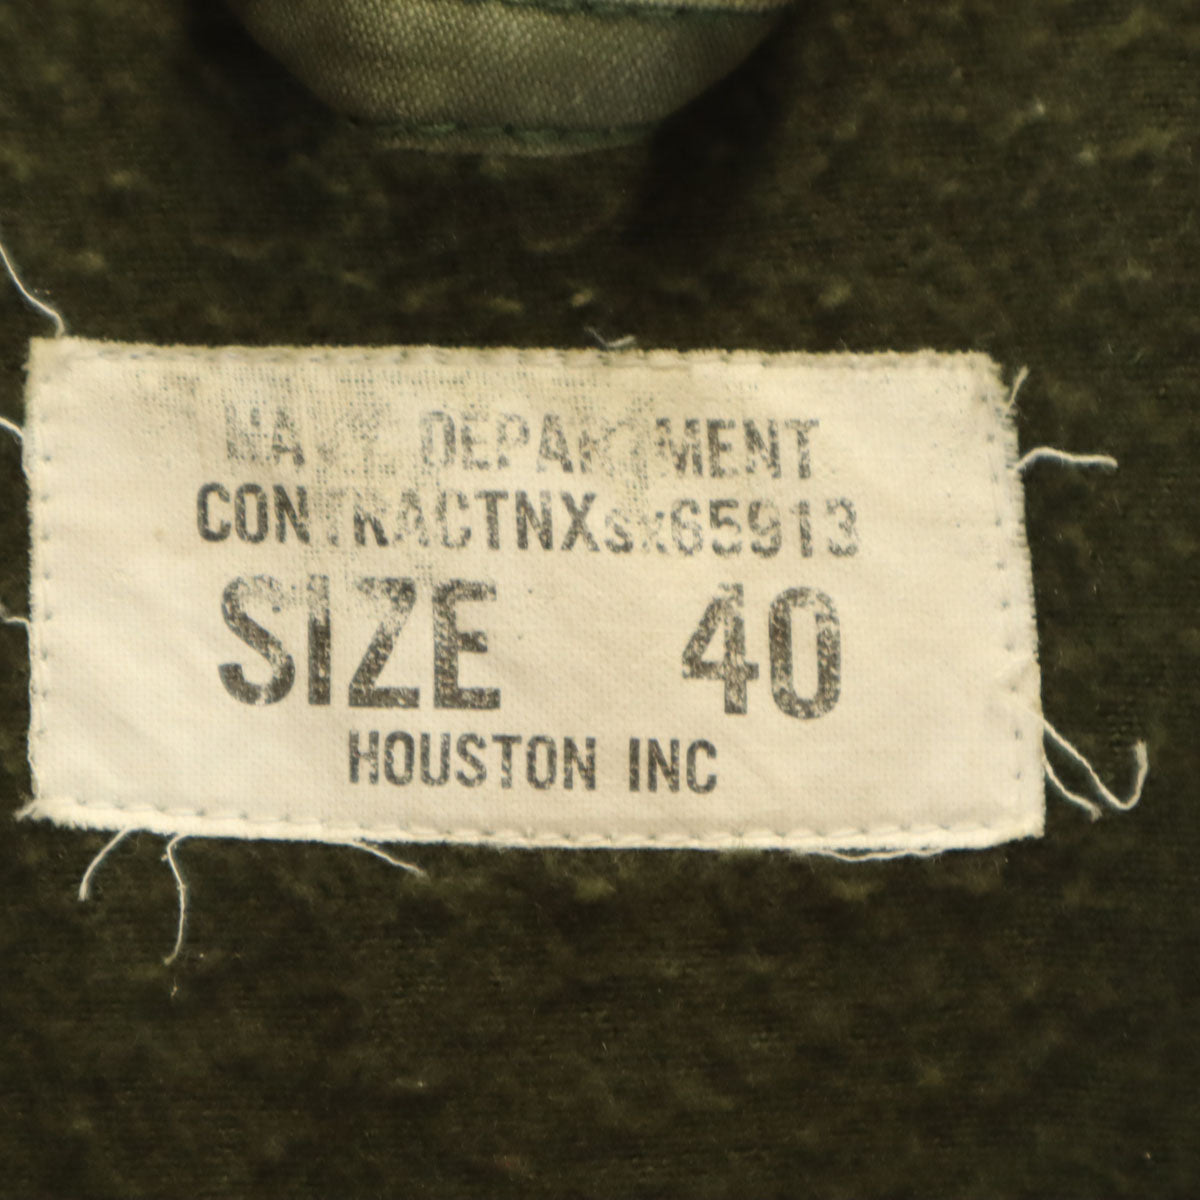 NAVY DEPARTMENT
CONTRACTNXsx65913
SIZE 40
HOUSTON INC